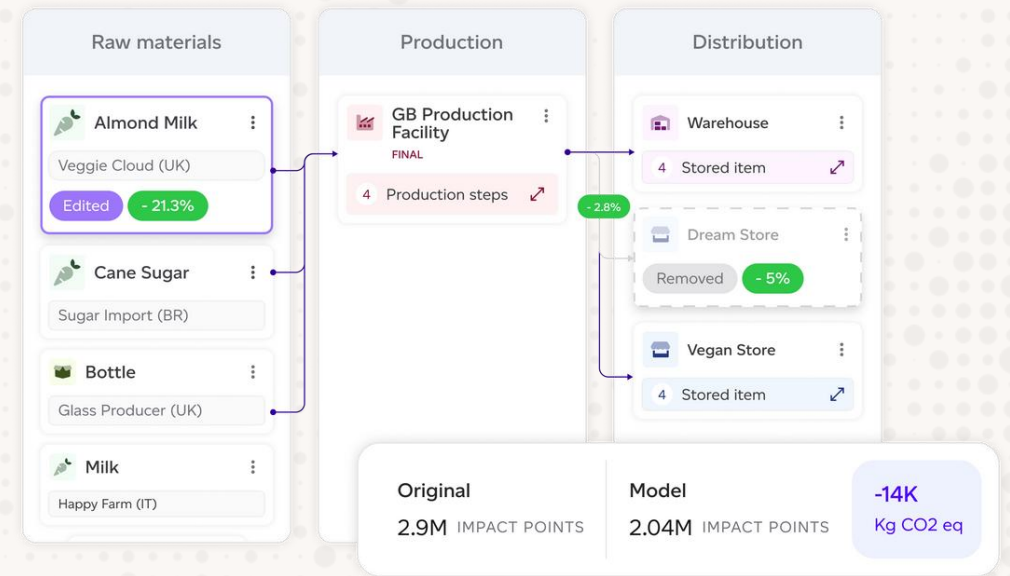 Raw materials
Almond Milk
Veggie Cloud (UK)
Edited
- 21.3%
Cane Sugar
Sugar Import (BR)
Bottle
Glass Producer (UK)
Milk
Happy Farm (IT)
Production
GB Production
Facility
FINAL
4 Production steps
- 2.8%
Distribution
Warehouse
4 Stored item
Dream Store
Removed
- 5%
Vegan Store
4 Stored item
Original
2.9M IMPACT POINTS
Model
2.04M IMPACT POINTS
-14K
Kg CO2 eq